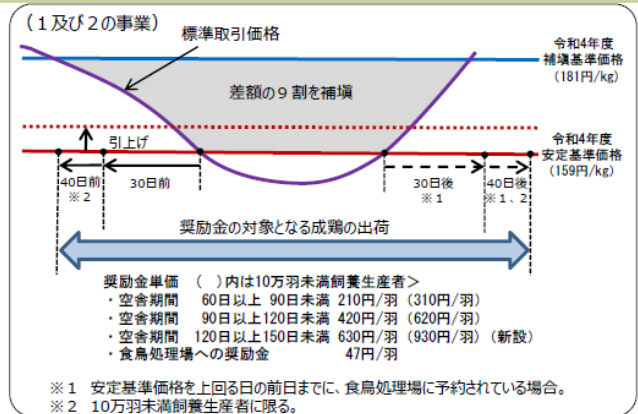 (1及び2の事業)
標準取引価格
令和4年度
補塡基準価格
(181円/kg)
差額の9割を補塡
引上げ
令和4年度
安定基準価格
(159円/kg)
40日前
※2
30日前
30日後
※1
40日後
※1、2
奨励金の対象となる成鶏の出荷
奨励金単価 ( )内は10万羽未満飼養生産者>
・空舎期間 60日以上 90日未満 210円/羽(310円/羽)
・空舎期間 90日以上120日未満 420円/羽(620円/羽)
・空舎期間 120日以上150日未満 630円/羽(930円/羽)(新設)
・食鳥処理場への奨励金 47円/羽
※1 安定基準価格を上回る日の前日までに、食鳥処理場に予約されている場合。
※2 10万羽未満飼養生産者に限る。